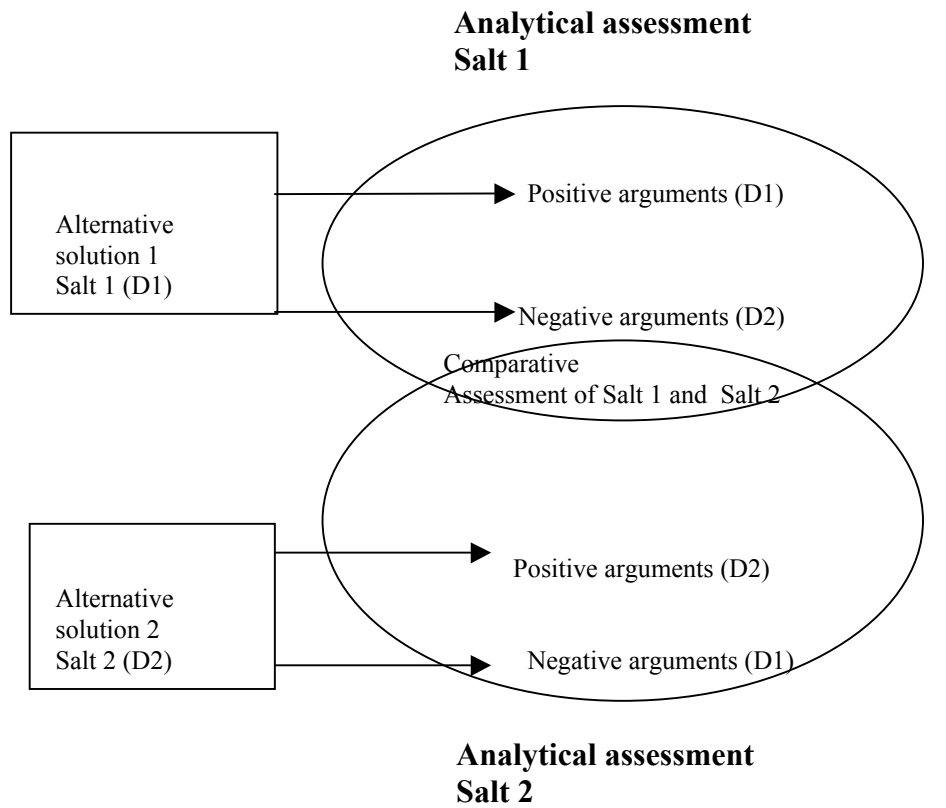 Analytical assessment
Salt 1
Alternative
solution 1
Salt 1 (D1)
Positive arguments (D1)
Negative arguments (D2)
Comparative
Assessment of Salt 1 and Salt 2
Alternative
solution 2
Salt 2 (D2)
Positive arguments (D2)
Negative arguments (D1)
Analytical assessment
Salt 2